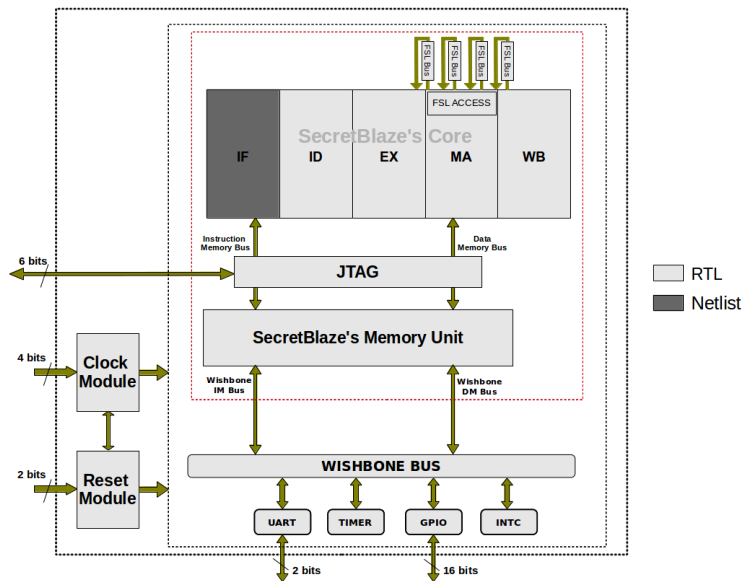 FSL Bus
FSL Bus
FSL Bus
FSL Bus
FSL ACCESS
SecretBlaze's Core
IF
ID
EX
MA
WB
Instruction
Memory Bus
Data
Memory Bus
6 bits
JTAG
RTL
Netlist
SecretBlaze's Memory Unit
4 bits
Clock
Module
Wishbone
IM Bus
Wishbone
DM Bus
2 bits
Reset
Module
WISHBONE BUS
UART
TIMER
GPIO
INTC
2 bits
16 bits